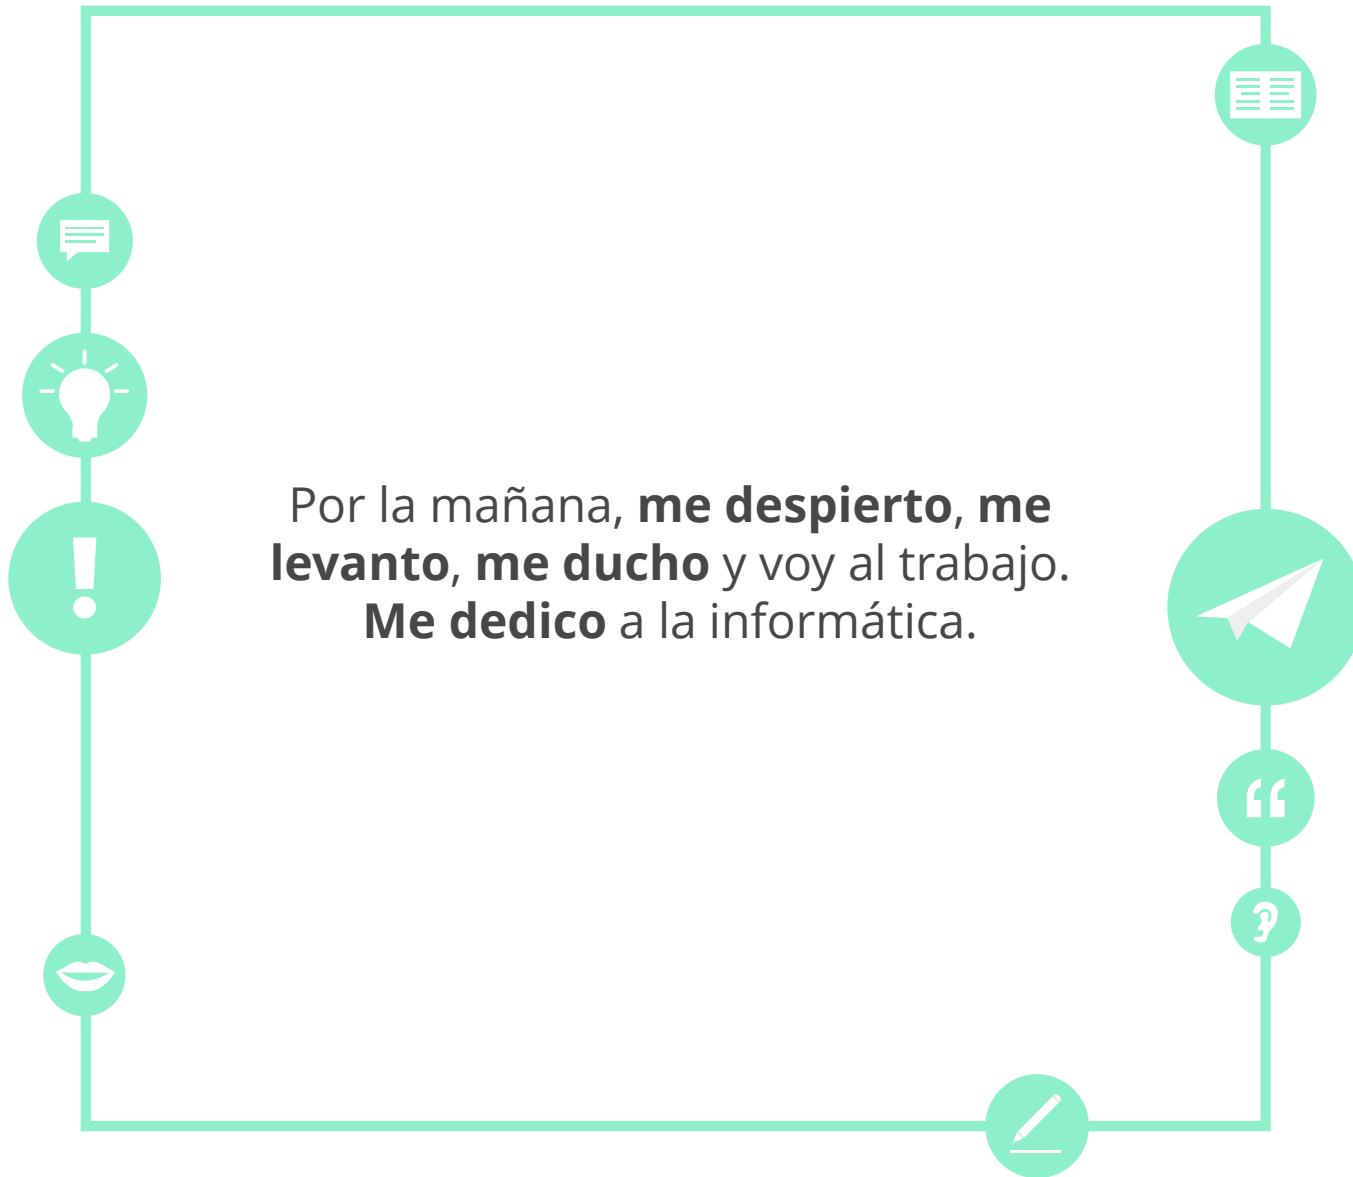 Por la mañana, me despierto, me
levanto, me ducho y voy al trabajo.
Me dedico a la informática.